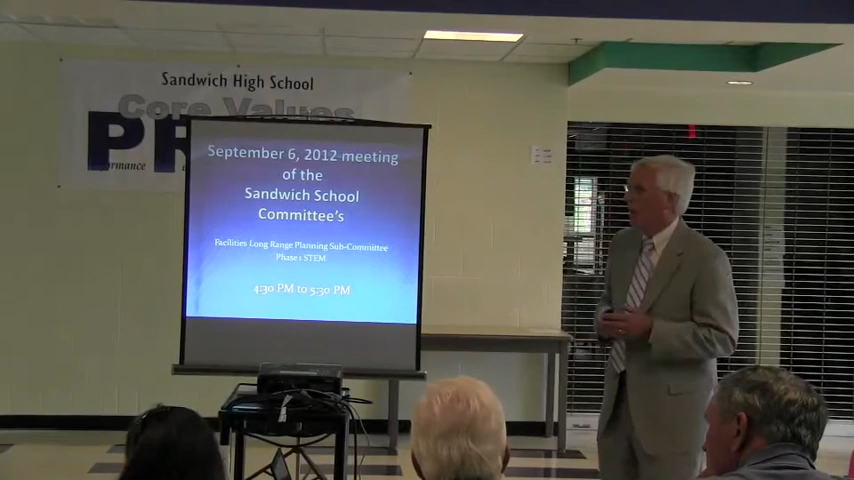 Sandwich High School
Core Values
P R
erformance
September 6, 2012 meeting
of the
Sandwich School
Committee's
Facilities Long Range Planning Sub-Committee
Phase 1 STEM
4:30 PM to 5:30 PM